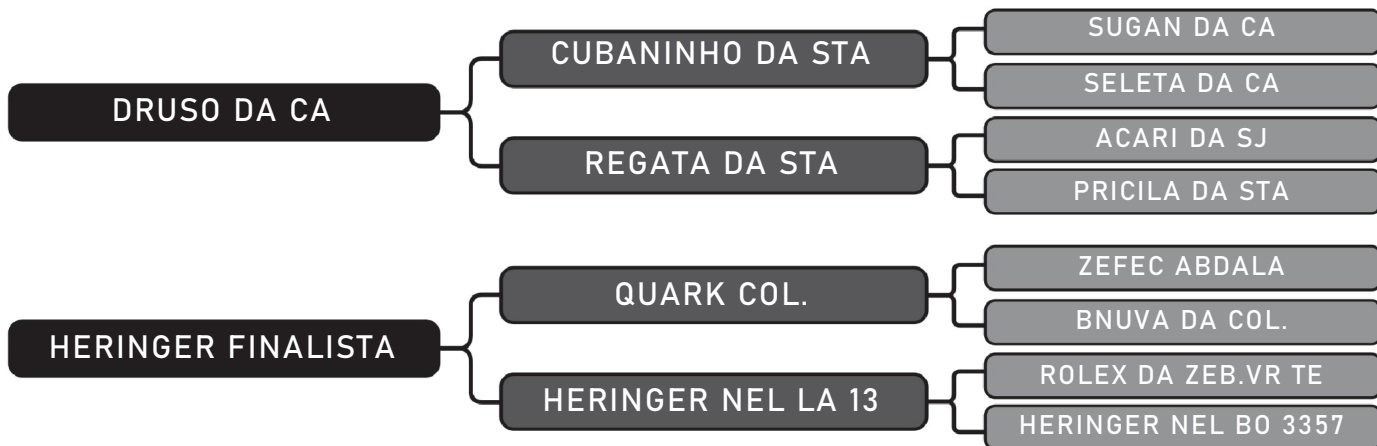 SUGAN DA CA
CUBANINHO DA STA
SELETA DA CA
DRUSO DA CA
ACARI DA SJ
REGATA DA STA
PRICILA DA STA
ZEFEC ABDALA
QUARK COL.
BNUVA DA COL.
HERINGER FINALISTA
ROLEX DA ZEB.VR TE
HERINGER NEL LA 13
HERINGER NEL BO 3357